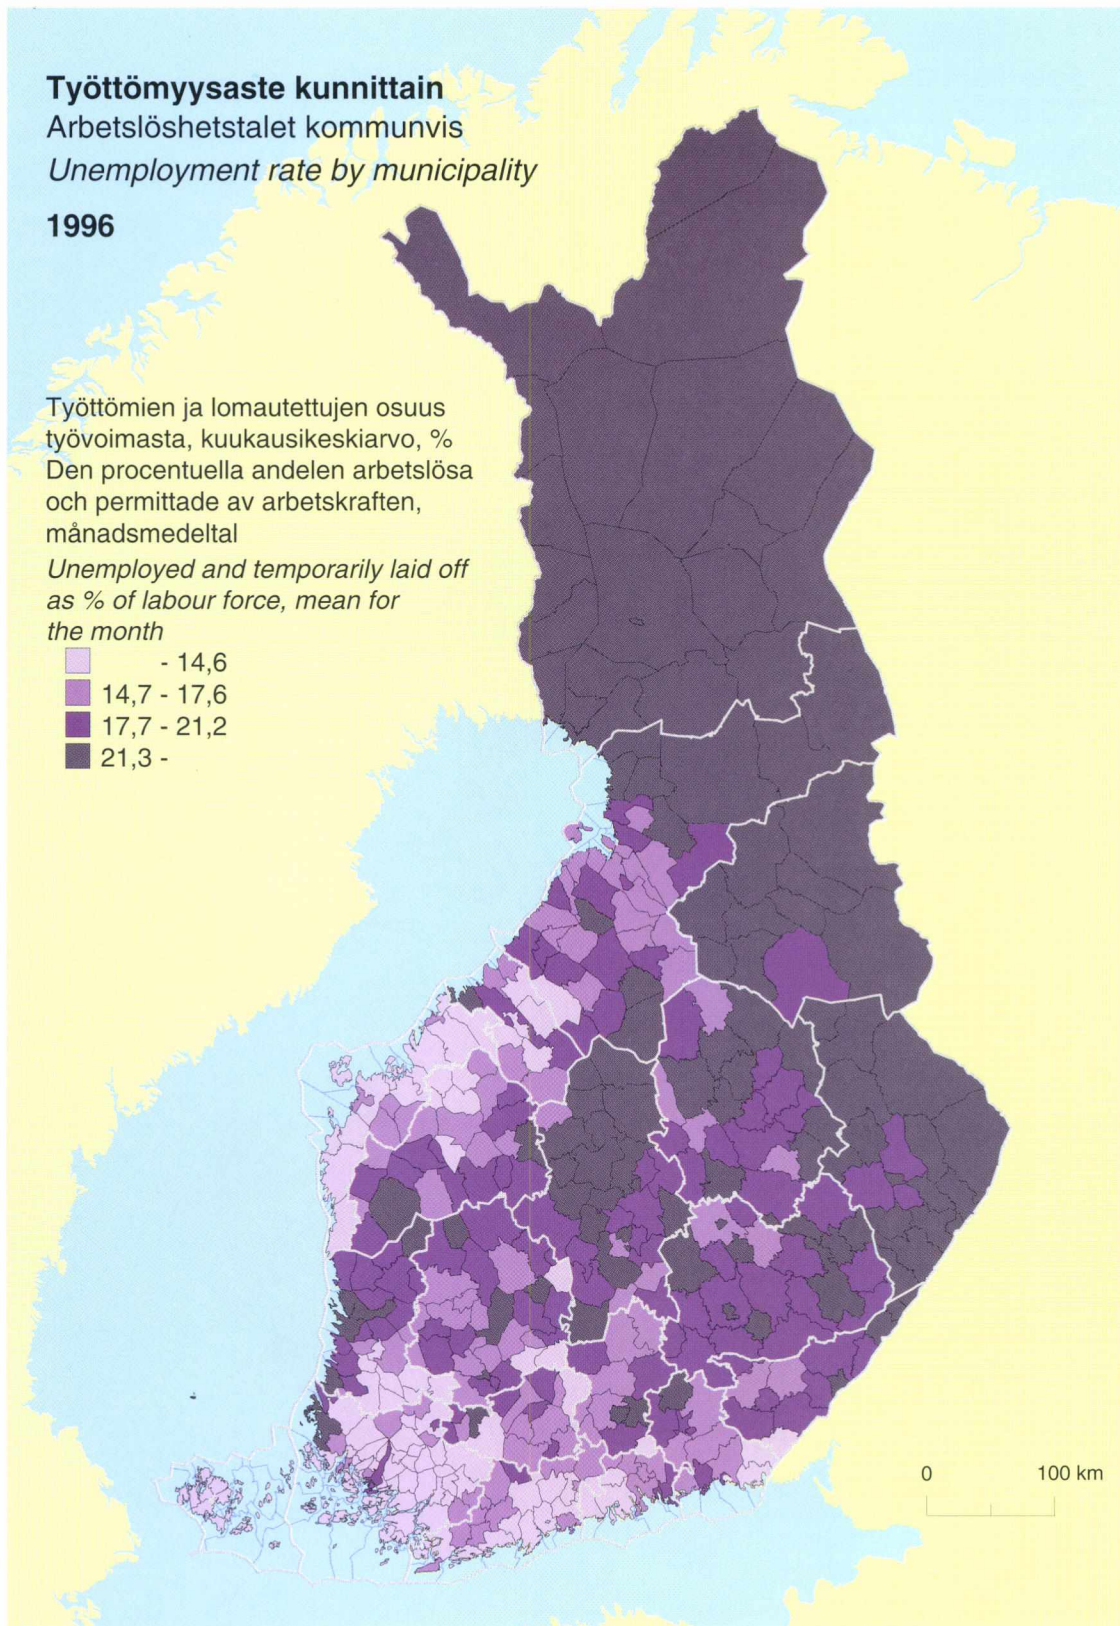 Työttömyysaste kunnittain
Arbetslöshetstalet kommunvis
Unemployment rate by municipality
1996
Työttömien ja lomautettujen osuus
työvoimasta, kuukausikeskiarvo, %
Den procentuella andelen arbetslösa
och permittade av arbetskraften,
månadsmedeltal
Unemployed and temporarily laid off
as % of labour force, mean for
the month
- 14,6
14,7 - 17,6
17,7 - 21,2
21,3 -
0 100 km